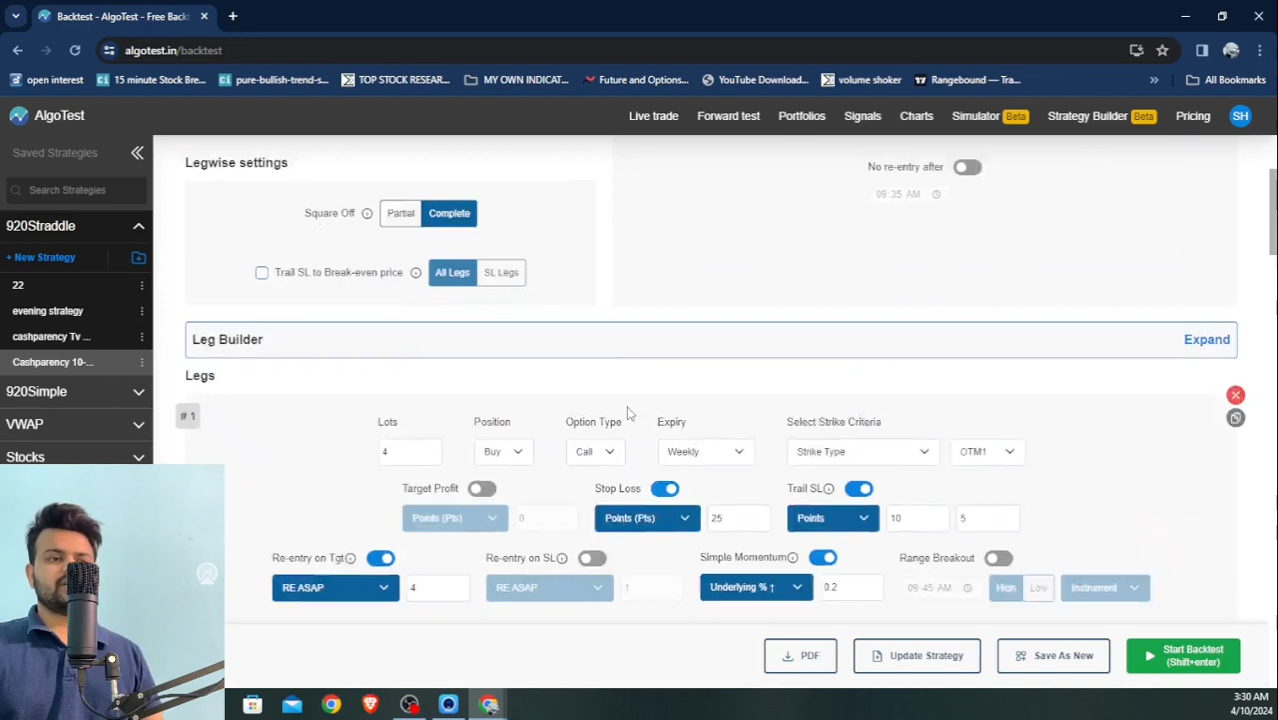 Backtest - AlgoTest - Free Back
algotest.in/backtest
open interest
15 minute Stock Bre...
pure-bullish-trend-s...
TOP STOCK RESEAR...
MY OWN INDICAT...
Future and Options...
YouTube Download...
volume shoker
Rangebound — Tra...
All Bookmarks
AlgoTest
Live trade
Forward test
Portfolios
Signals
Charts
Simulator Beta
Strategy Builder Beta
Pricing
SH
Saved Strategies
Search Strategies
920Straddle
+ New Strategy
22
evening strategy
cashparency Tv ...
Cashparency 10-...
920Simple
VWAP
Stocks
Legwise settings
No re-entry after
09:35 AM
Square Off
Partial
Complete
Trail SL to Break-even price
All Legs
SL Legs
Leg Builder
Expand
Legs
# 1
Lots
Position
Option Type
Expiry
Select Strike Criteria
4
Buy
Call
Weekly
Strike Type
OTM1
Target Profit
Stop Loss
Trail SL
Points (Pts)
0
Points (Pts)
25
Points
10
5
Re-entry on Tgt
Re-entry on SL
Simple Momentum
Range Breakout
RE ASAP
4
RE ASAP
1
Underlying % ↑
0.2
09:45 AM
High
Low
Instrument
PDF
Update Strategy
Save As New
Start Backtest
(Shift+enter)
3:30 AM
4/10/2024